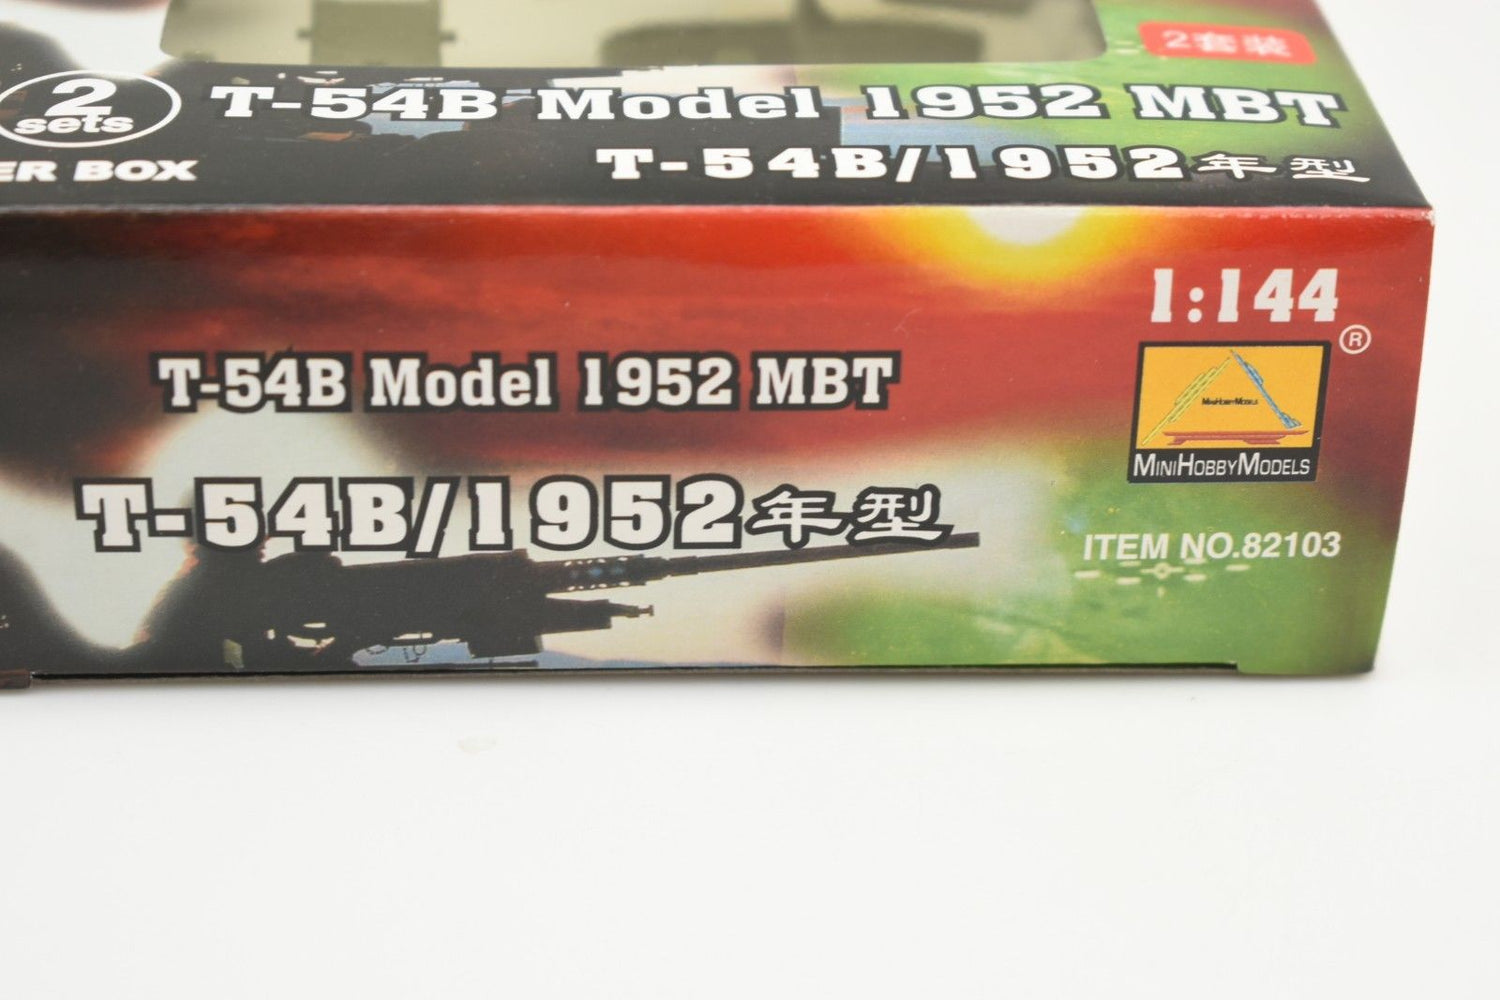 2套装
2
sets
T-54B Model 1952 MBT
T-54B/1952年型
ER BOX
1:144
®
T-54B Model 1952 MBT
MINIHOBBYMODELS
MINIHOBBYMODELS
T-54B/1952年型
ITEM NO.82103